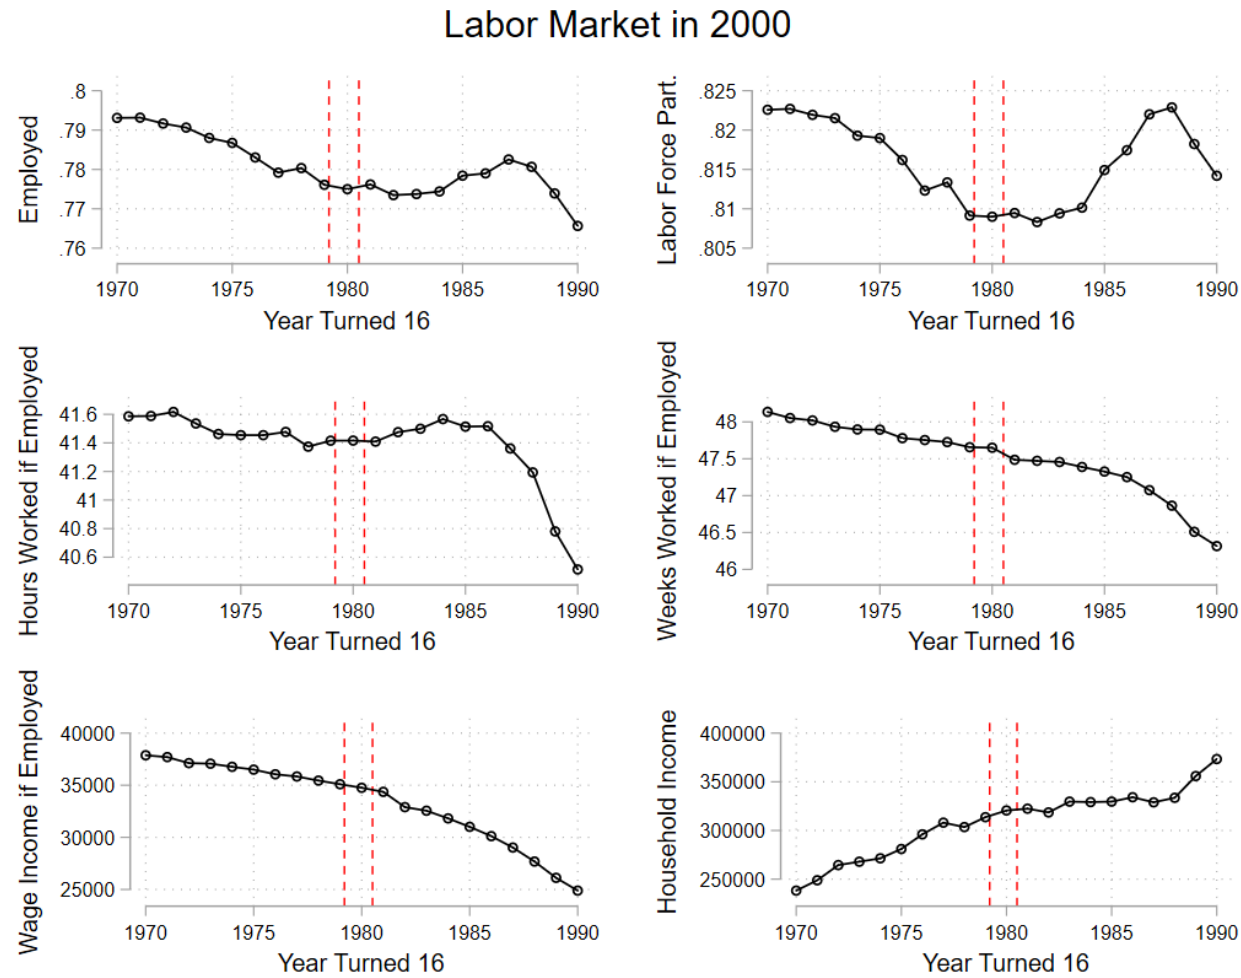 Labor Market in 2000
Employed
.8
.79
.78
.77
.76
1970 1975 1980 1985 1990
Year Turned 16
Labor Force Part.
.825
.82
.815
.81
.805
1970 1975 1980 1985 1990
Year Turned 16
Hours Worked if Employed
41.6
41.4
41.2
41
40.8
40.6
1970 1975 1980 1985 1990
Year Turned 16
Weeks Worked if Employed
48
47.5
47
46.5
46
1970 1975 1980 1985 1990
Year Turned 16
Wage Income if Employed
40000
35000
30000
25000
1970 1975 1980 1985 1990
Year Turned 16
Household Income
400000
350000
300000
250000
1970 1975 1980 1985 1990
Year Turned 16